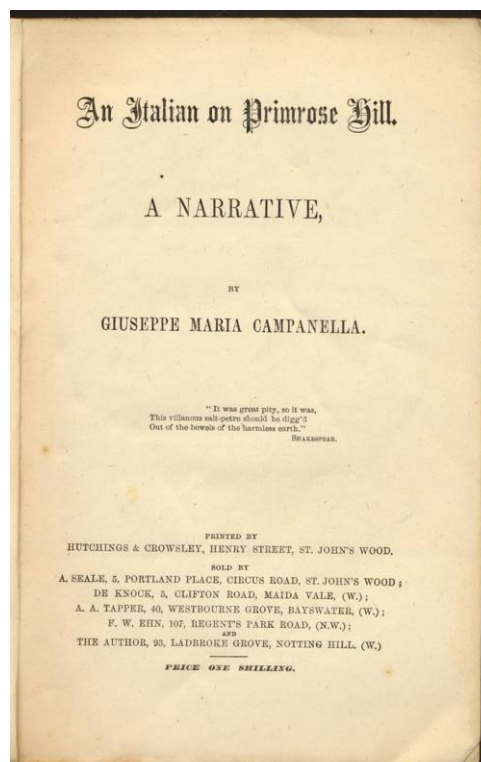 An Italian on Primrose Hill.
A NARRATIVE,
BY
GIUSEPPE MARIA CAMPANELLA.
"It was great pity, so it was,
This villanous salt-petre should be digg'd
Out of the bowels of the harmless earth."
SHAKESPEAR.
PRINTED BY
HUTCHINGS & CROWSLEY, HENRY STREET, ST. JOHN'S WOOD.
SOLD BY
A. SEALE, 5, PORTLAND PLACE, CIRCUS ROAD, ST. JOHN'S WOOD;
DE KNOCK, 5, CLIFTON ROAD, MAIDA VALE, (W.);
A. A. TAPPER, 40, WESTBOURNE GROVE, BAYSWATER, (W.);
F. W. EHN, 107, REGENT'S PARK ROAD, (N.W.);
AND
THE AUTHOR, 93, LADBROKE GROVE, NOTTING HILL. (W.)
PRICE ONE SHILLING.